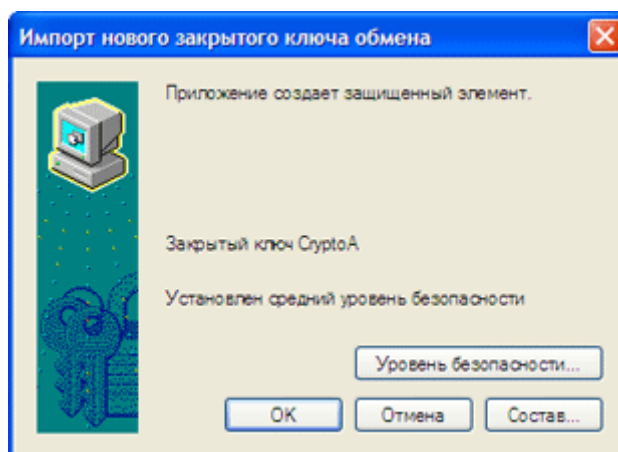 Импорт нового закрытого ключа обмена
Приложение создает защищенный элемент.
Закрытый ключ CryptoA
Установлен средний уровень безопасности
Уровень безопасности...
OK
Отмена
Состав...